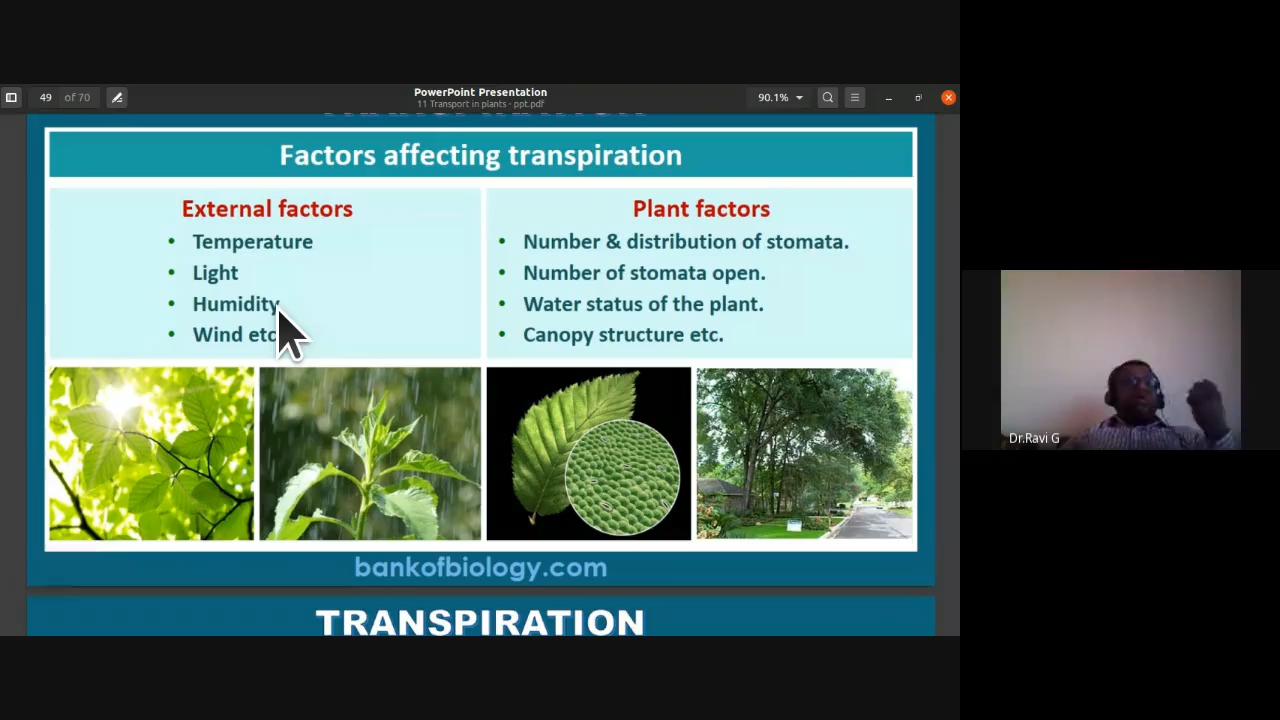 49 of 70
PowerPoint Presentation
11 Transport in plants - ppt.pdf
90.1%
TRANSPIRATION
Factors affecting transpiration
External factors
• Temperature
• Light
• Humidity
• Wind etc
Plant factors
• Number & distribution of stomata.
• Number of stomata open.
• Water status of the plant.
• Canopy structure etc.
bankofbiology.com
TRANSPIRATION
Dr.Ravi G